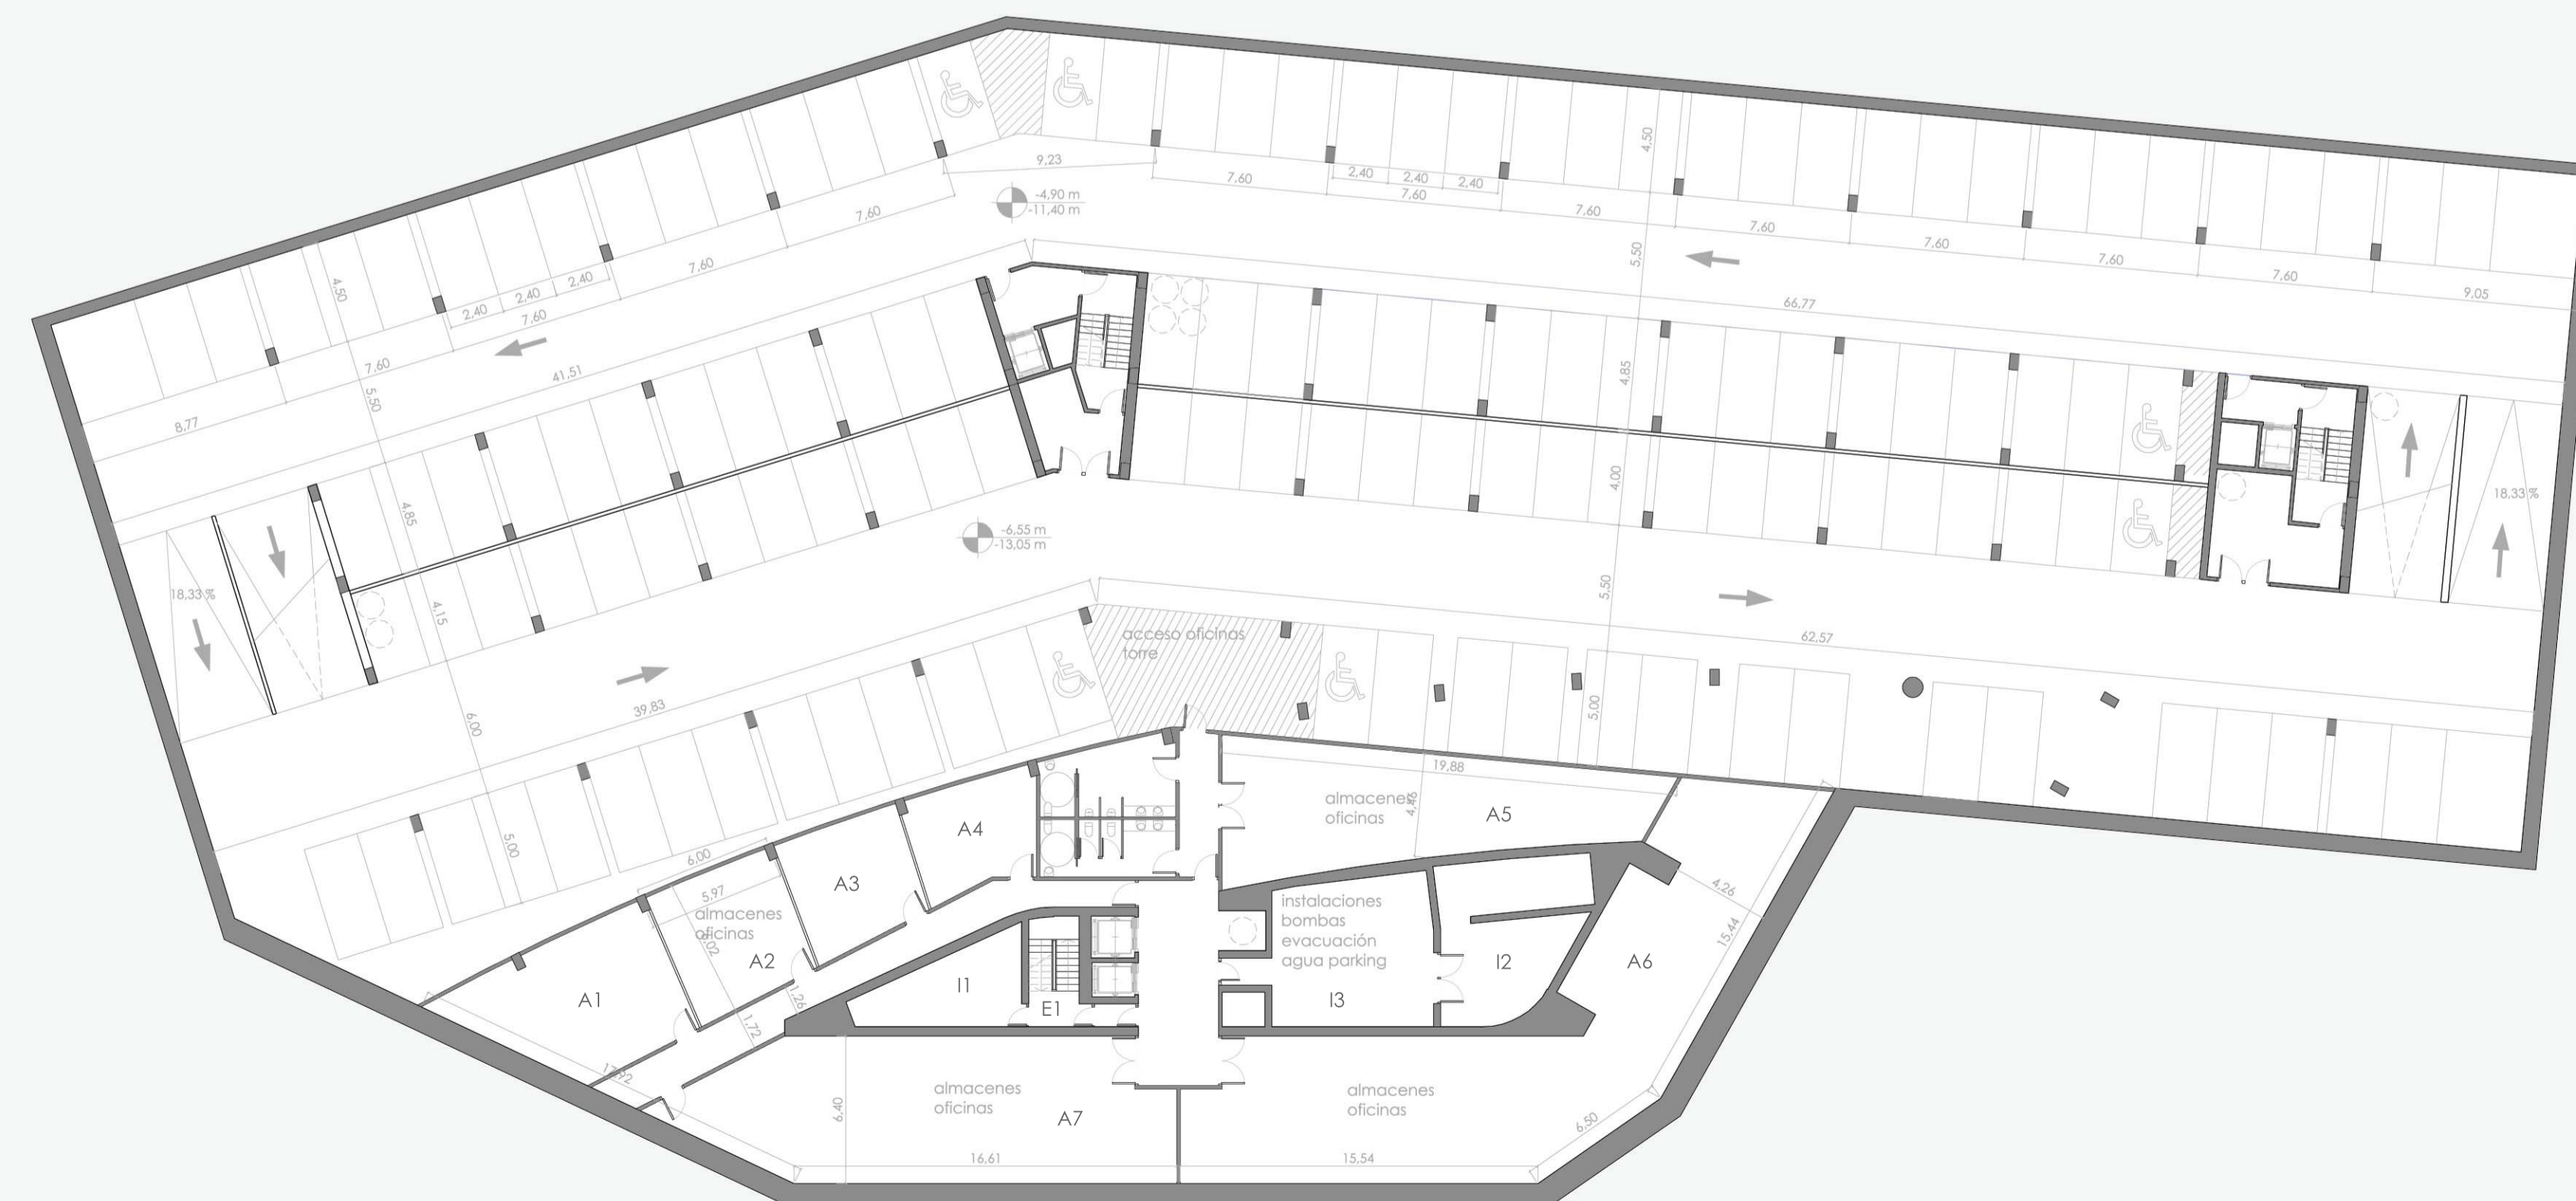 9,23
-4,90 m
-11,40 m
7,60
2,40
2,40
2,40
7,60
7,60
7,60
7,60
7,60
7,60
9,05
4,50
5,50
66,77
4,50
2,40
2,40
2,40
7,60
7,60
7,60
7,60
8,77
5,50
41,51
4,85
4,85
4,00
18,33 %
18,33 %
4,15
-6,55 m
-13,05 m
5,50
62,57
acceso oficinas
torre
6,00
39,83
5,00
5,00
19,88
almacenes
oficinas
4,46
A5
A4
6,00
A3
5,97
almacenes
oficinas
6,02
A2
A1
1,26
1,72
17,92
I1
E1
instalaciones
bombas
evacuación
agua parking
I3
I2
A6
4,26
15,44
almacenes
oficinas
A7
6,40
16,61
almacenes
oficinas
15,54
6,50